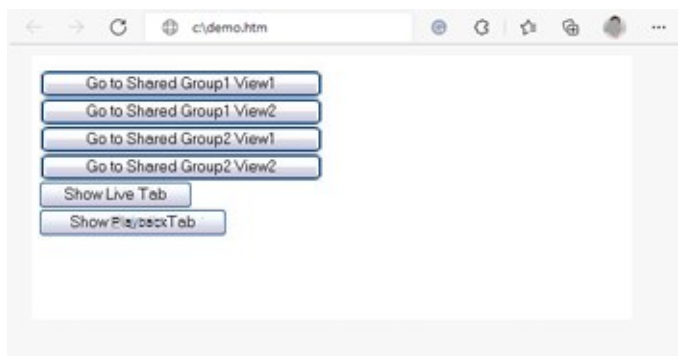 c:\demo.htm
Go to Shared Group1 View1
Go to Shared Group1 View2
Go to Shared Group2 View1
Go to Shared Group2 View2
Show Live Tab
Show Playback Tab